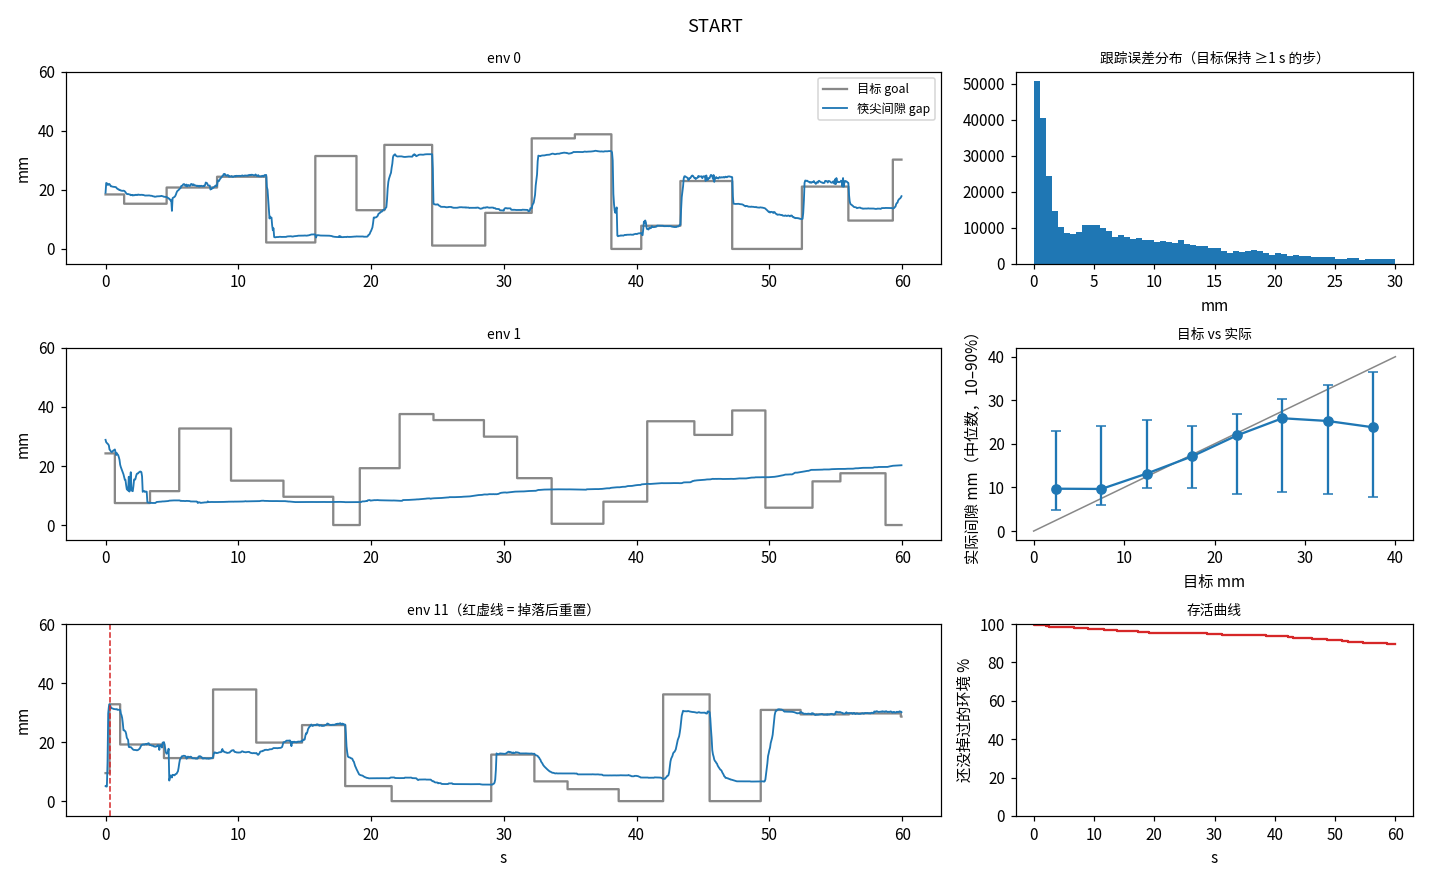 START
env 0
60
40
20
0
mm
0 10 20 30 40 50 60
目标 goal
筷尖间隙 gap
跟踪误差分布（目标保持 ≥1 s 的步）
50000
40000
30000
20000
10000
0
0 5 10 15 20 25 30
mm
env 1
60
40
20
0
mm
0 10 20 30 40 50 60
目标 vs 实际
实际间隙 mm（中位数，10–90%）
40
30
20
10
0
0 10 20 30 40
目标 mm
env 11（红虚线 = 掉落后重置）
60
40
20
0
mm
0 10 20 30 40 50 60
s
存活曲线
还没掉过的环境 %
100
80
60
40
20
0
0 10 20 30 40 50 60
s